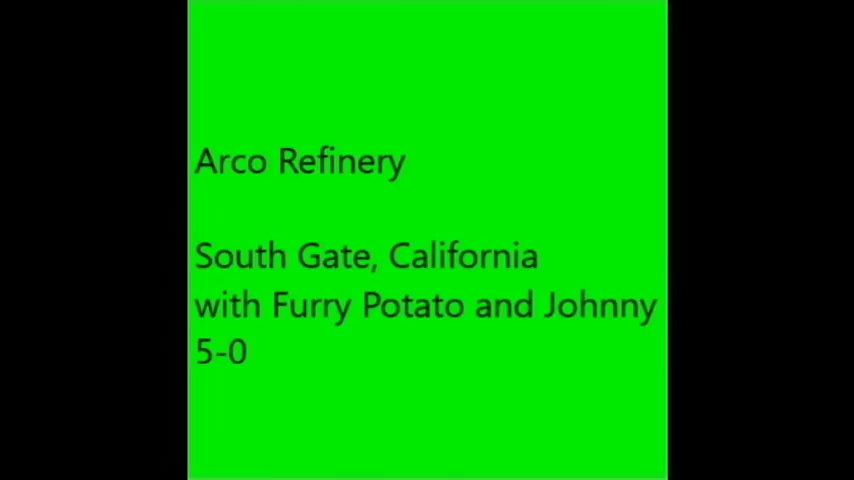 Arco Refinery
South Gate, California
with Furry Potato and Johnny
5-0